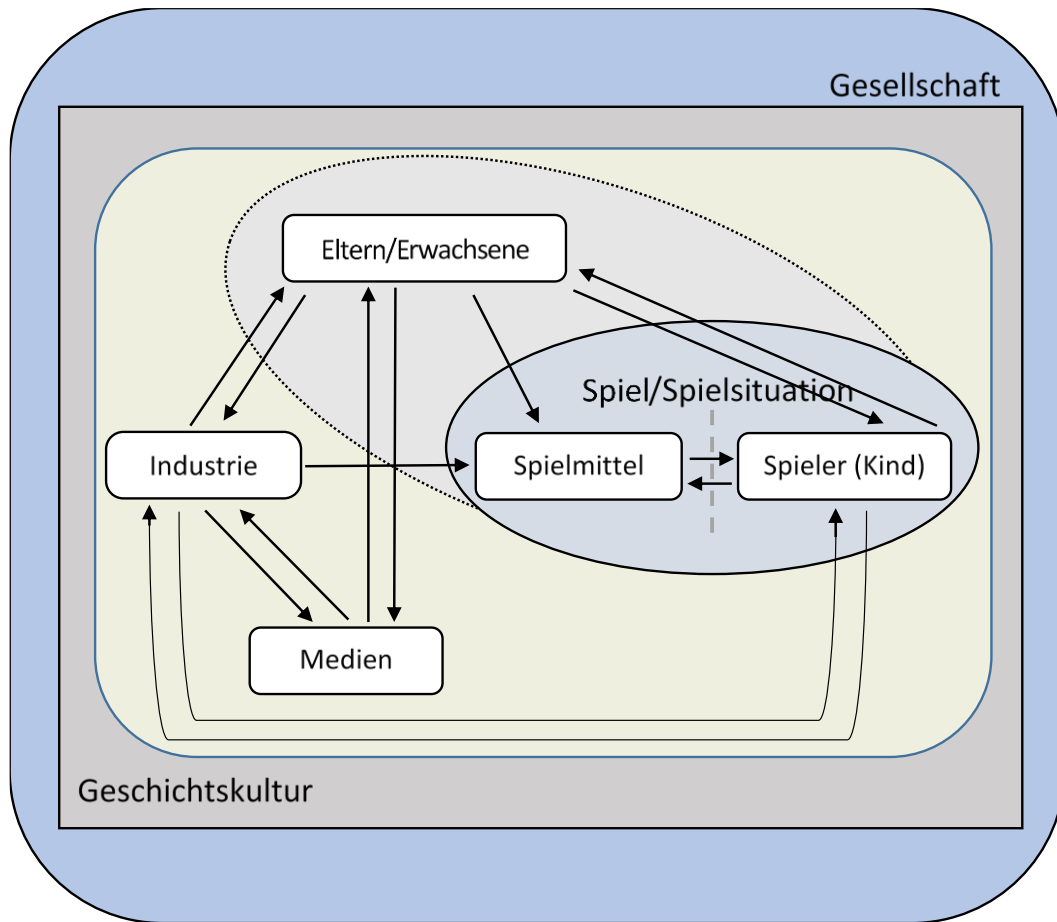 Gesellschaft
Eltern/Erwachsene
Spiel/Spielsituation
Industrie
Spielmittel
Spieler (Kind)
Medien
Geschichtskultur